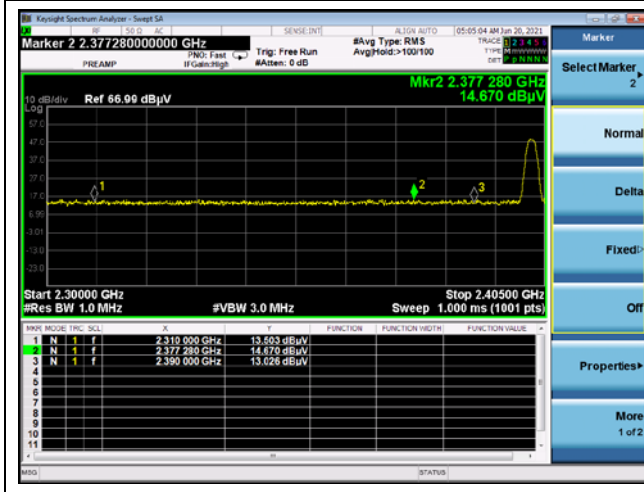 Keysight Spectrum Analyzer - Swept SA
RF 50 Ω AC SENSE:INT ALIGN AUTO 05:05:04 AM Jun 20, 2021
Marker 2 2.377280000000 GHz
PREAMP
PNO: Fast
IFGain:High
Trig: Free Run
#Atten: 0 dB
#Avg Type: RMS
Avg|Hold:>100/100
TRACE 1 2 3 4 5 6
TYPE M
DET P P N N N N
Mkr2 2.377 280 GHz
14.670 dBµV
10 dB/div Ref 66.99 dBµV
Log
57.0
47.0
37.0
27.0
17.0
6.99
-3.01
-13.0
-23.0
1
2
3
Start 2.30000 GHz Stop 2.40500 GHz
#Res BW 1.0 MHz #VBW 3.0 MHz Sweep 1.000 ms (1001 pts)
MKR MODE TRC SCL X Y FUNCTION FUNCTION WIDTH FUNCTION VALUE
1 N 1 f 2.310 000 GHz 13.503 dBµV
2 N 1 f 2.377 280 GHz 14.670 dBµV
3 N 1 f 2.390 000 GHz 13.026 dBµV
4
5
6
7
8
9
10
11
MSG STATUS
Marker
Select Marker
2
Normal
Delta
Fixed
Off
Properties
More
1 of 2